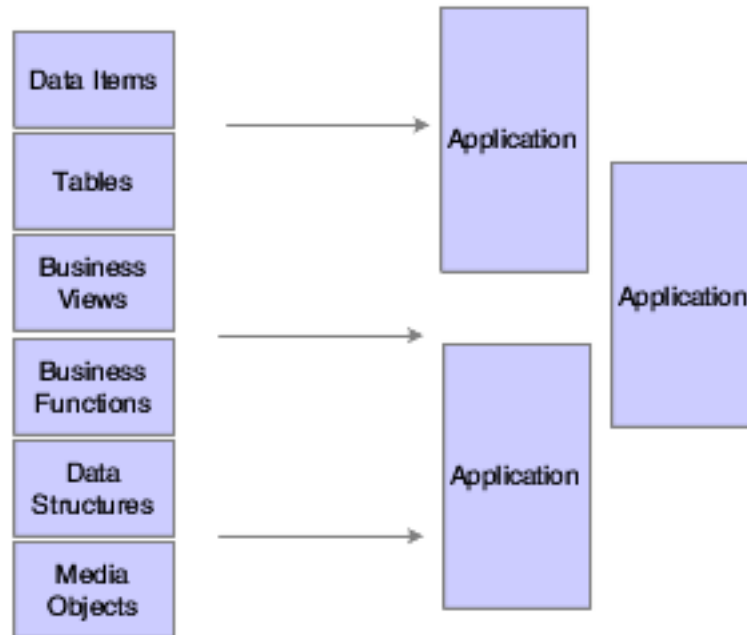 Data Items
Tables
Business
Views
Business
Functions
Data
Structures
Media
Objects
Application
Application
Application